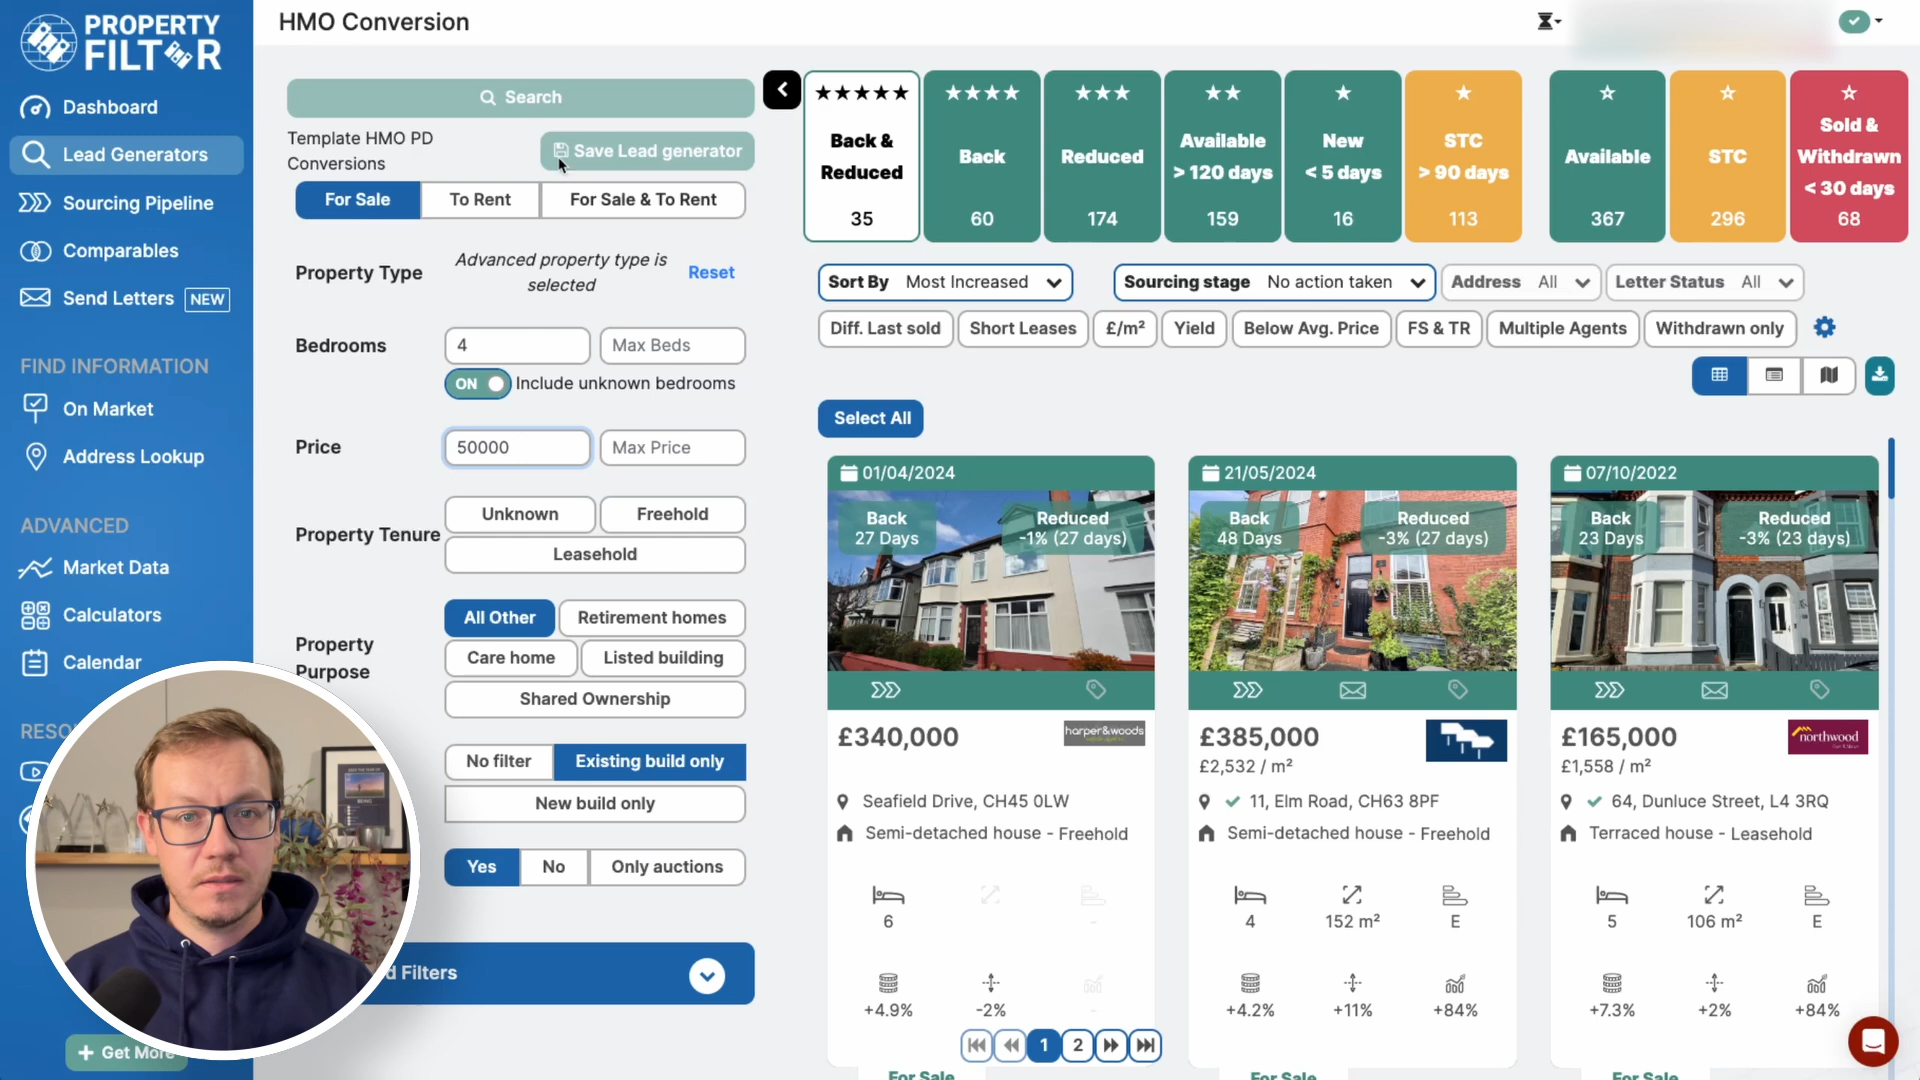 PROPERTY
FILTER
HMO Conversion
Dashboard
Lead Generators
Sourcing Pipeline
Comparables
Send Letters NEW
FIND INFORMATION
On Market
Address Lookup
ADVANCED
Market Data
Calculators
Calendar
RESO
+ Get More
Search
Template HMO PD
Conversions
Save Lead generator
For Sale To Rent For Sale & To Rent
Property Type
Advanced property type is
selected
Reset
Bedrooms 4 Max Beds
ON Include unknown bedrooms
Price 50000 Max Price
Property Tenure
Unknown Freehold
Leasehold
Property
Purpose
All Other Retirement homes
Care home Listed building
Shared Ownership
No filter Existing build only
New build only
Yes No Only auctions
d Filters
Back &
Reduced
35
Back
60
Reduced
174
Available
> 120 days
159
New
< 5 days
16
STC
> 90 days
113
Available
367
STC
296
Sold &
Withdrawn
< 30 days
68
Sort By Most Increased
Sourcing stage No action taken
Address All
Letter Status All
Diff. Last sold Short Leases £/m² Yield Below Avg. Price FS & TR Multiple Agents Withdrawn only
Select All
01/04/2024
Back
27 Days
Reduced
-1% (27 days)
£340,000
harper&woods
Seafield Drive, CH45 0LW
Semi-detached house - Freehold
6
-
+4.9% -2% -
For Sale
21/05/2024
Back
48 Days
Reduced
-3% (27 days)
£385,000
£2,532 / m²
11, Elm Road, CH63 8PF
Semi-detached house - Freehold
4 152 m² E
+4.2% +11% +84%
For Sale
07/10/2022
Back
23 Days
Reduced
-3% (23 days)
£165,000
northwood
£1,558 / m²
64, Dunluce Street, L4 3RQ
Terraced house - Leasehold
5 106 m² E
+7.3% +2% +84%
For Sale
1 2